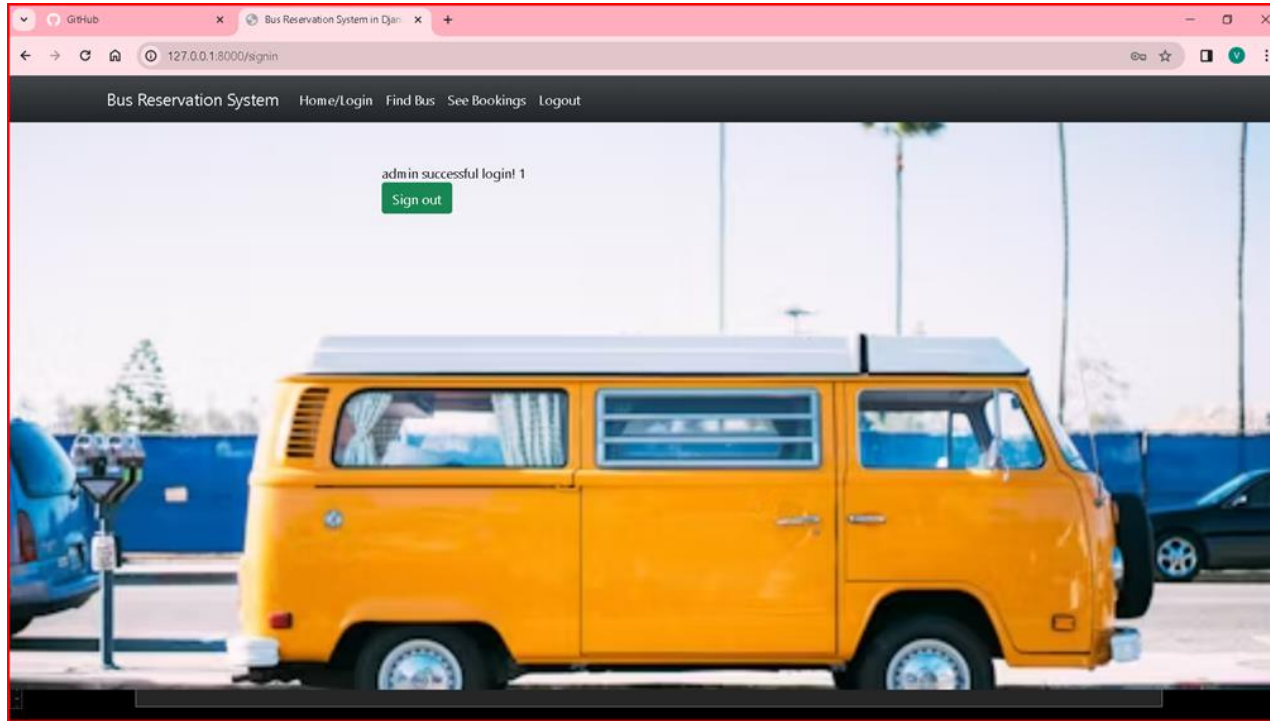 GitHub
Bus Reservation System in Djan
127.0.0.1:8000/signin
V
Bus Reservation System Home/Login Find Bus See Bookings Logout
admin successful login! 1
Sign out